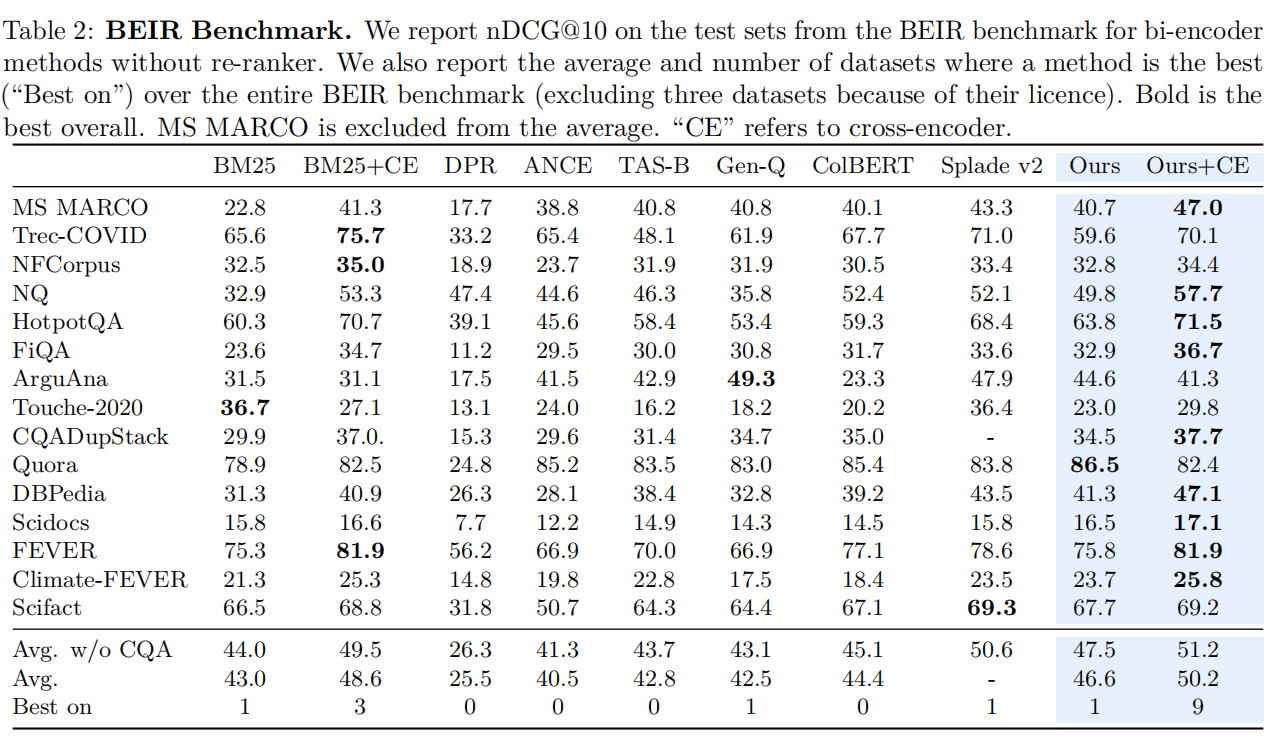 Table 2: BEIR Benchmark. We report nDCG@10 on the test sets from the BEIR benchmark for bi-encoder
methods without re-ranker. We also report the average and number of datasets where a method is the best
(“Best on”) over the entire BEIR benchmark (excluding three datasets because of their licence). Bold is the
best overall. MS MARCO is excluded from the average. “CE” refers to cross-encoder.
BM25 BM25+CE DPR ANCE TAS-B Gen-Q ColBERT Splade v2 Ours Ours+CE
MS MARCO 22.8 41.3 17.7 38.8 40.8 40.8 40.1 43.3 40.7 47.0
Trec-COVID 65.6 75.7 33.2 65.4 48.1 61.9 67.7 71.0 59.6 70.1
NFCorpus 32.5 35.0 18.9 23.7 31.9 31.9 30.5 33.4 32.8 34.4
NQ 32.9 53.3 47.4 44.6 46.3 35.8 52.4 52.1 49.8 57.7
HotpotQA 60.3 70.7 39.1 45.6 58.4 53.4 59.3 68.4 63.8 71.5
FiQA 23.6 34.7 11.2 29.5 30.0 30.8 31.7 33.6 32.9 36.7
ArguAna 31.5 31.1 17.5 41.5 42.9 49.3 23.3 47.9 44.6 41.3
Touche-2020 36.7 27.1 13.1 24.0 16.2 18.2 20.2 36.4 23.0 29.8
CQADupStack 29.9 37.0. 15.3 29.6 31.4 34.7 35.0 - 34.5 37.7
Quora 78.9 82.5 24.8 85.2 83.5 83.0 85.4 83.8 86.5 82.4
DBPedia 31.3 40.9 26.3 28.1 38.4 32.8 39.2 43.5 41.3 47.1
Scidocs 15.8 16.6 7.7 12.2 14.9 14.3 14.5 15.8 16.5 17.1
FEVER 75.3 81.9 56.2 66.9 70.0 66.9 77.1 78.6 75.8 81.9
Climate-FEVER 21.3 25.3 14.8 19.8 22.8 17.5 18.4 23.5 23.7 25.8
Scifact 66.5 68.8 31.8 50.7 64.3 64.4 67.1 69.3 67.7 69.2
Avg. w/o CQA 44.0 49.5 26.3 41.3 43.7 43.1 45.1 50.6 47.5 51.2
Avg. 43.0 48.6 25.5 40.5 42.8 42.5 44.4 - 46.6 50.2
Best on 1 3 0 0 0 1 0 1 1 9